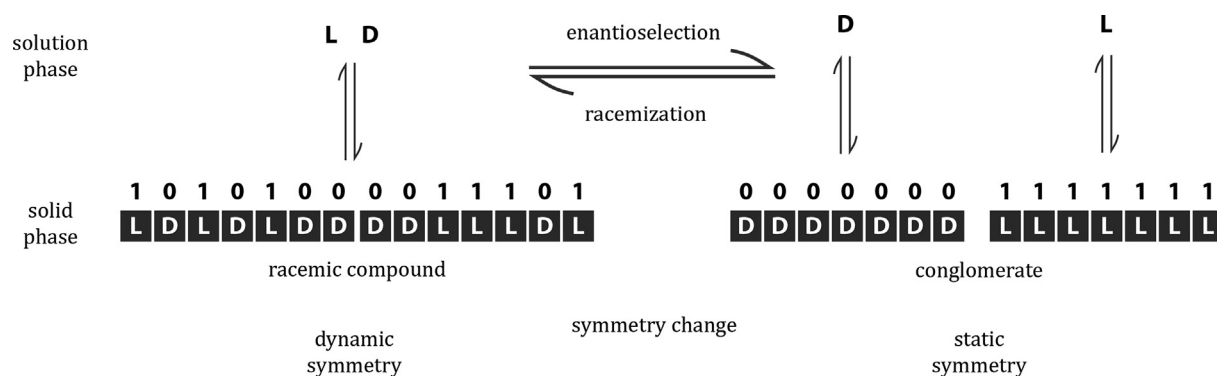 solution phase
L D
enantioselection
racemization
D
L
1 0 1 0 1 0 0 0 0 1 1 1 0 1
0 0 0 0 0 0 0
1 1 1 1 1 1 1
solid phase
L D L D L D D D D L L L D L
D D D D D D D
L L L L L L L
racemic compound
conglomerate
dynamic symmetry
symmetry change
static symmetry